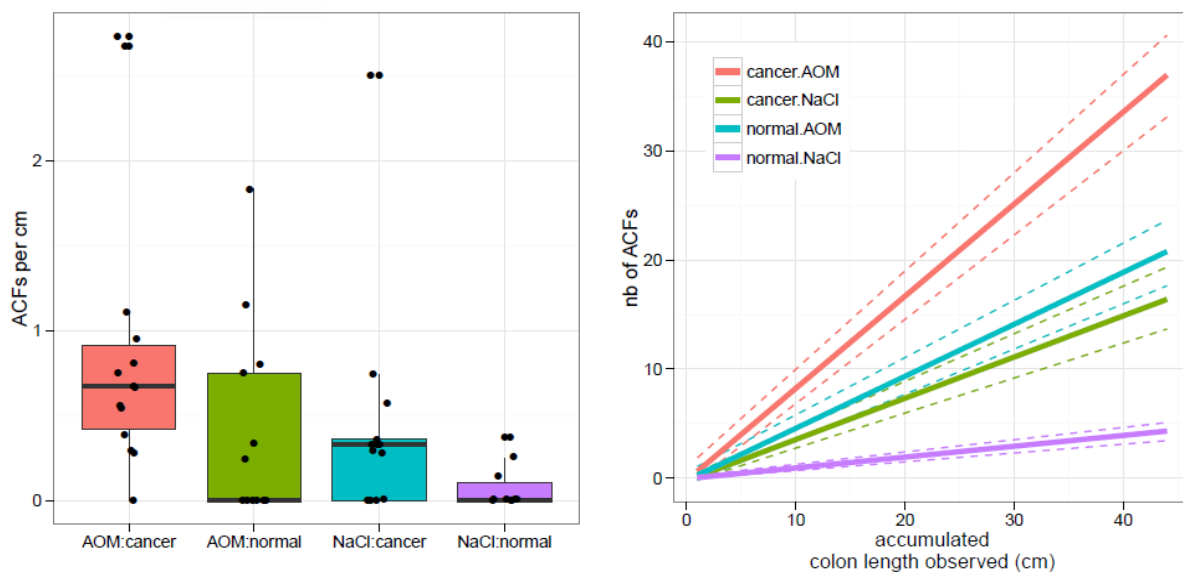 ACFs per cm
2
1
0
AOM:cancer AOM:normal NaCl:cancer NaCl:normal
nb of ACFs
40
30
20
10
0
cancer.AOM
cancer.NaCl
normal.AOM
normal.NaCl
0 10 20 30 40
accumulated
colon length observed (cm)